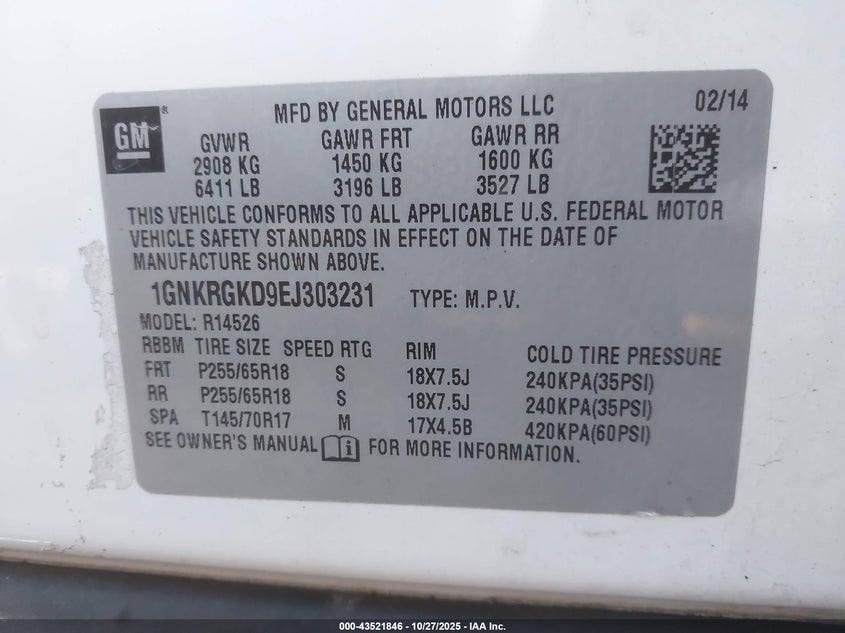 GM ®
MFD BY GENERAL MOTORS LLC 02/14
GVWR GAWR FRT GAWR RR
2908 KG 1450 KG 1600 KG
6411 LB 3196 LB 3527 LB
THIS VEHICLE CONFORMS TO ALL APPLICABLE U.S. FEDERAL MOTOR
VEHICLE SAFETY STANDARDS IN EFFECT ON THE DATE OF
MANUFACTURE SHOWN ABOVE.
1GNKRGKD9EJ303231 TYPE: M.P.V.
MODEL: R14526
RBBM TIRE SIZE SPEED RTG RIM COLD TIRE PRESSURE
FRT P255/65R18 S 18X7.5J 240KPA(35PSI)
RR P255/65R18 S 18X7.5J 240KPA(35PSI)
SPA T145/70R17 M 17X4.5B 420KPA(60PSI)
SEE OWNER'S MANUAL i FOR MORE INFORMATION.
000-43521846 - 10/27/2025 - IAA Inc.